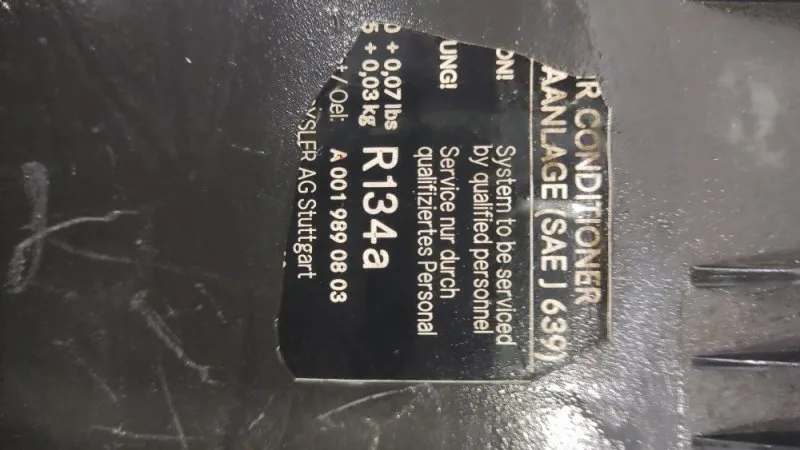 R CONDITIONER
AANLAGE (SAE J 639)
ON! System to be serviced
by qualified personnel
UNG! Service nur durch
qualifiziertes Personal
0 + 0,07 lbs R134a
5 + 0,03 kg
t / Oel: A 001 989 08 03
YSLER AG Stuttgart